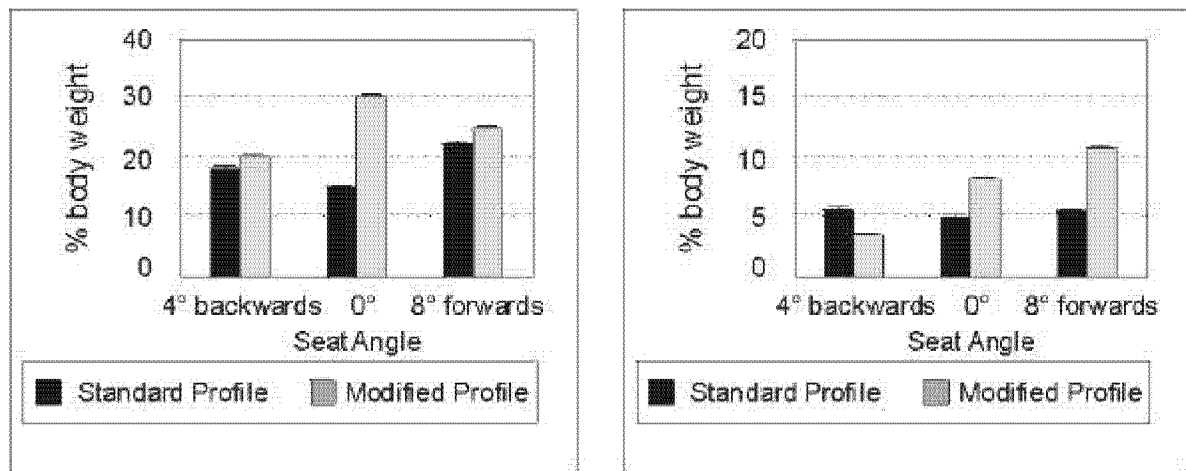 40
30
20
10
0
% body weight
4° backwards 0° 8° forwards
Seat Angle
Standard Profile Modified Profile
20
15
10
5
0
% body weight
4° backwards 0° 8° forwards
Seat Angle
Standard Profile Modified Profile